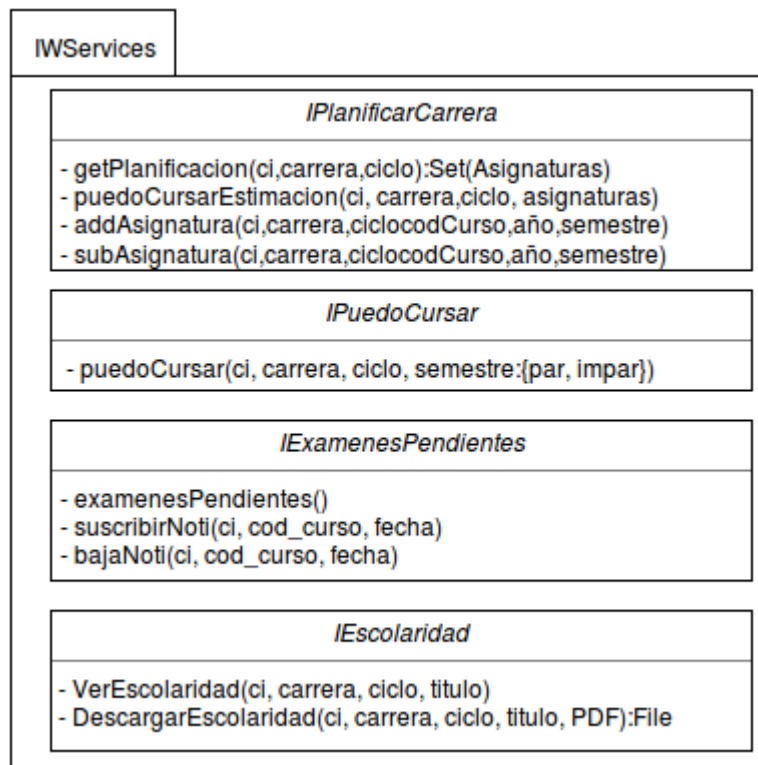 IWServices
IPlanificarCarrera
- getPlanificacion(ci,carrera,ciclo):Set(Asignaturas)
- puedoCursarEstimacion(ci, carrera,ciclo, asignaturas)
- addAsignatura(ci,carrera,ciclocodCurso,año,semestre)
- subAsignatura(ci,carrera,ciclocodCurso,año,semestre)
IPuedoCursar
- puedoCursar(ci, carrera, ciclo, semestre:{par, impar})
IExamenesPendientes
- examenesPendientes()
- suscribirNoti(ci, cod_curso, fecha)
- bajaNoti(ci, cod_curso, fecha)
IEscolaridad
- VerEscolaridad(ci, carrera, ciclo, titulo)
- DescargarEscolaridad(ci, carrera, ciclo, titulo, PDF):File